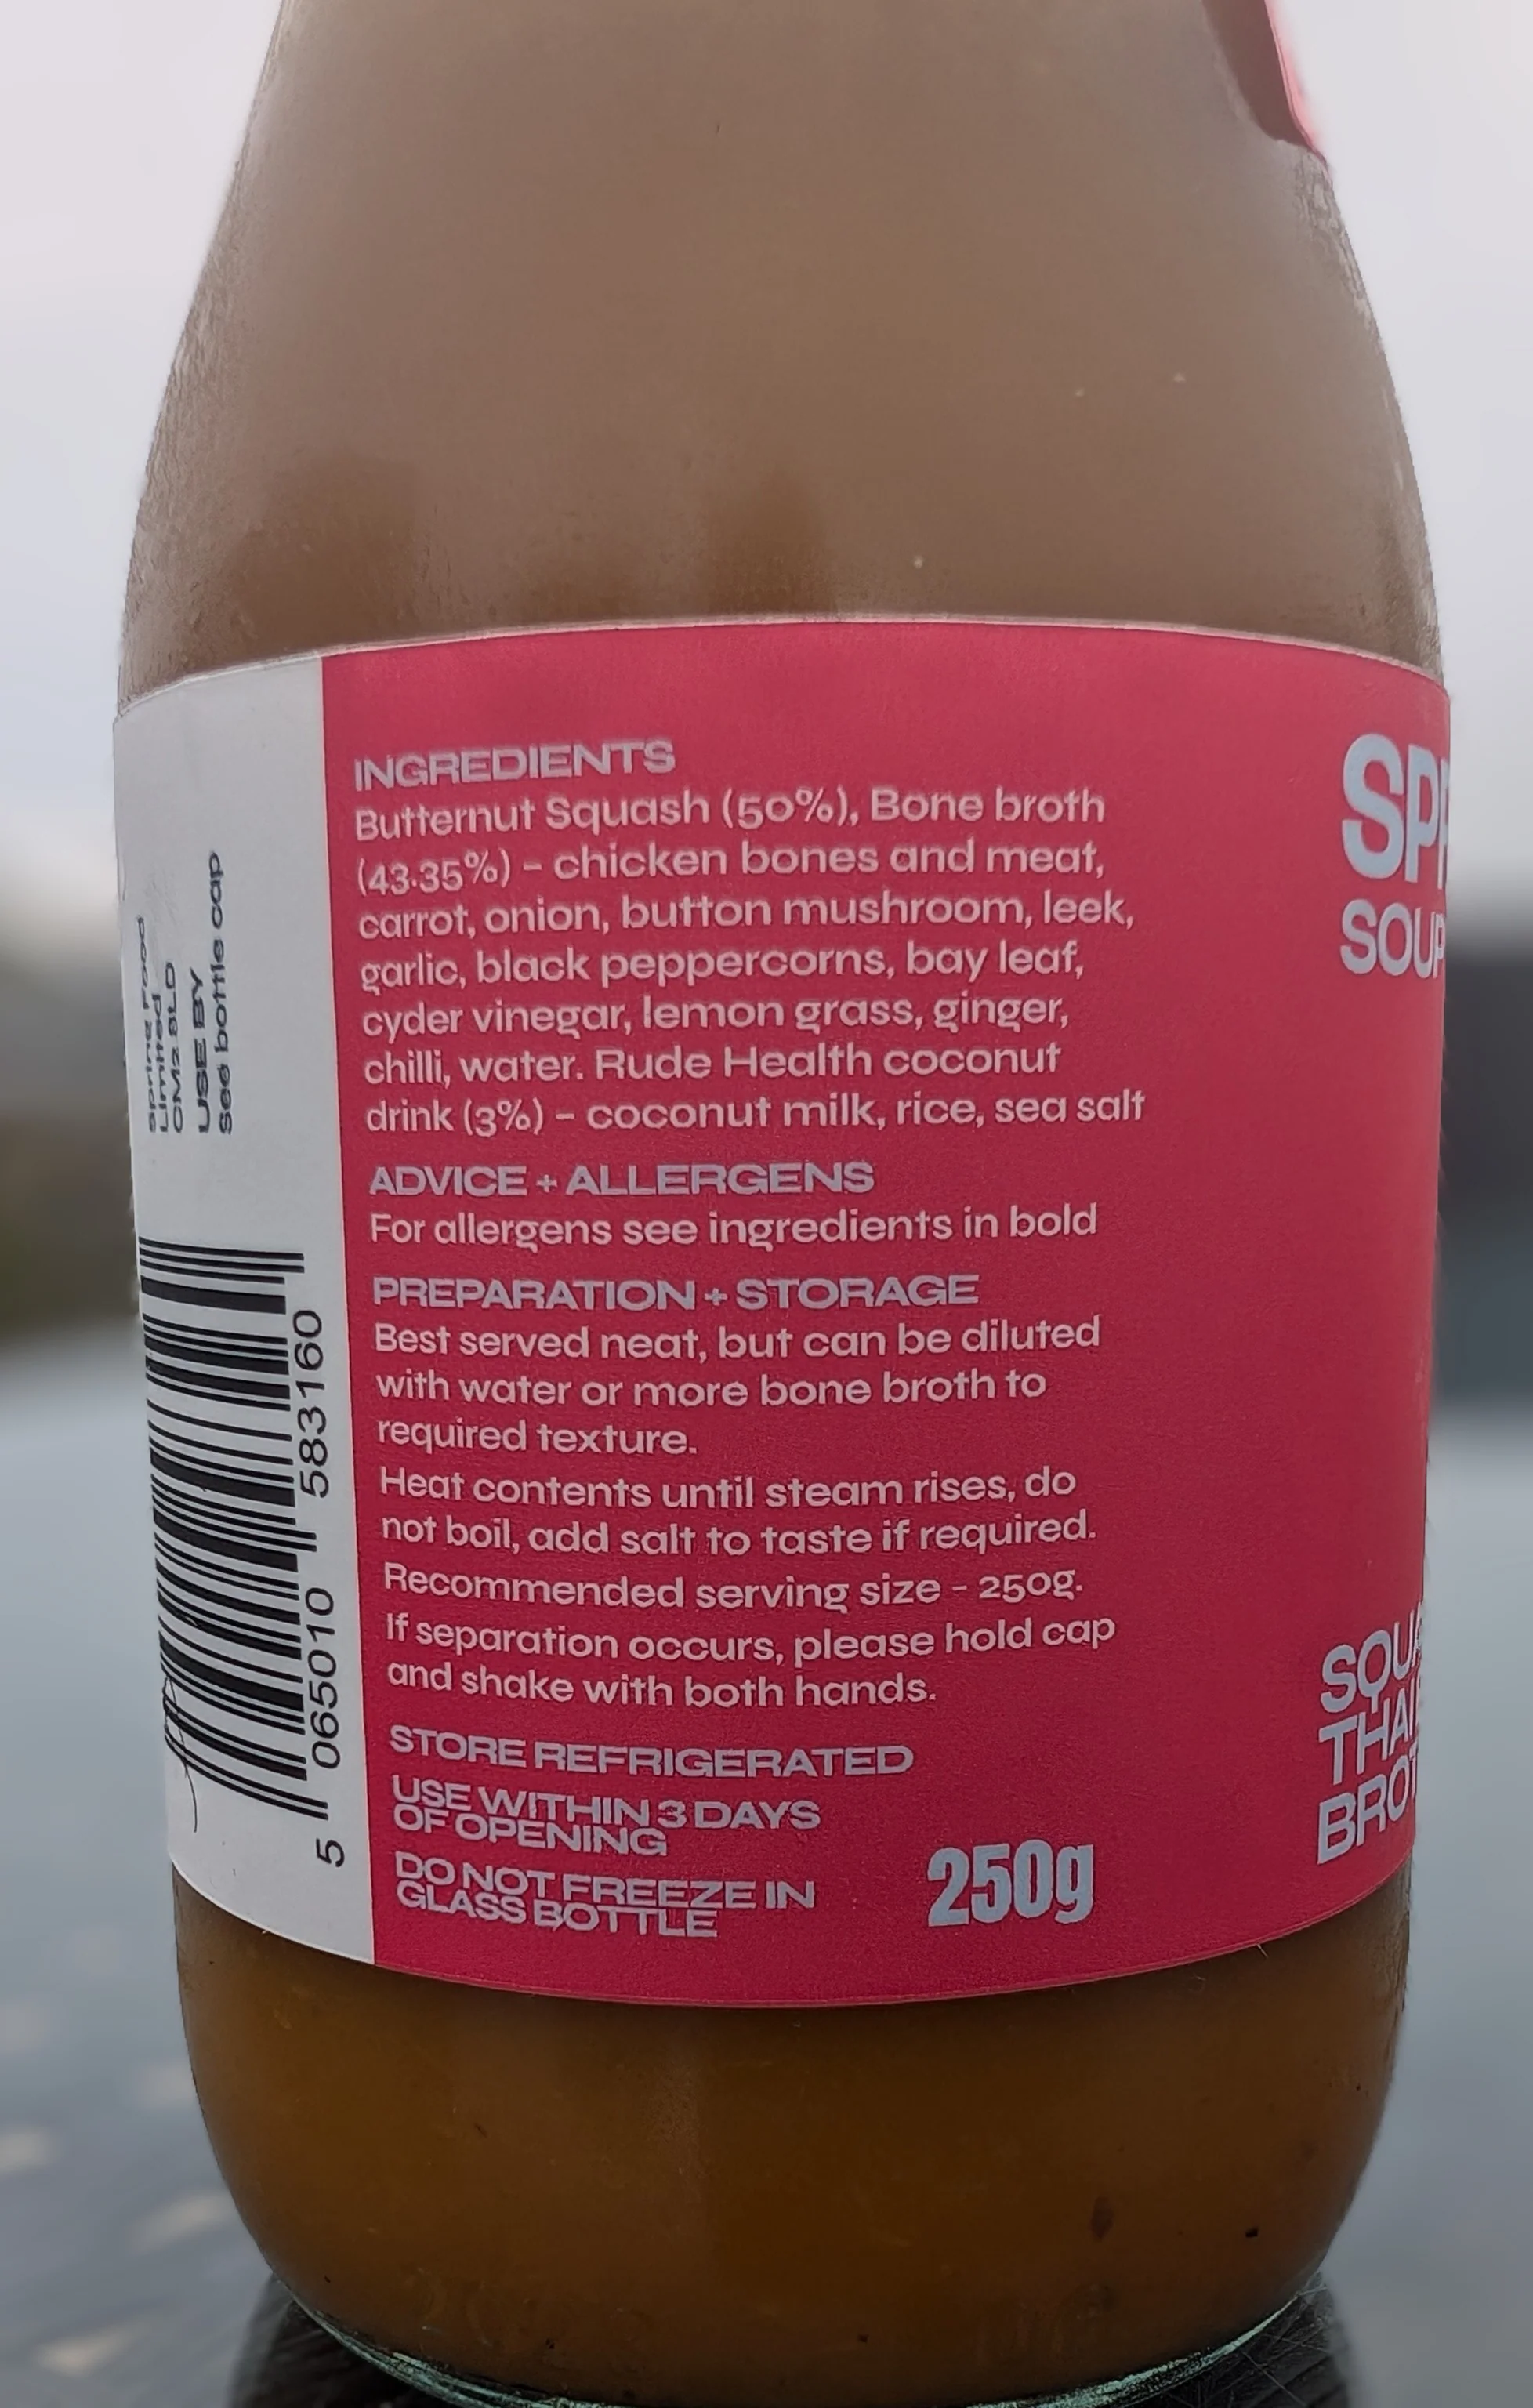 Spring Food
Limited
CM2 8LD
USE BY
See bottle cap
5 065010 583160
INGREDIENTS
Butternut Squash (50%), Bone broth
(43.35%) – chicken bones and meat,
carrot, onion, button mushroom, leek,
garlic, black peppercorns, bay leaf,
cyder vinegar, lemon grass, ginger,
chilli, water. Rude Health coconut
drink (3%) – coconut milk, rice, sea salt
ADVICE + ALLERGENS
For allergens see ingredients in bold
PREPARATION + STORAGE
Best served neat, but can be diluted
with water or more bone broth to
required texture.
Heat contents until steam rises, do
not boil, add salt to taste if required.
Recommended serving size - 250g.
If separation occurs, please hold cap
and shake with both hands.
STORE REFRIGERATED
USE WITHIN 3 DAYS
OF OPENING
DO NOT FREEZE IN
GLASS BOTTLE
250g
SOUP
THAI